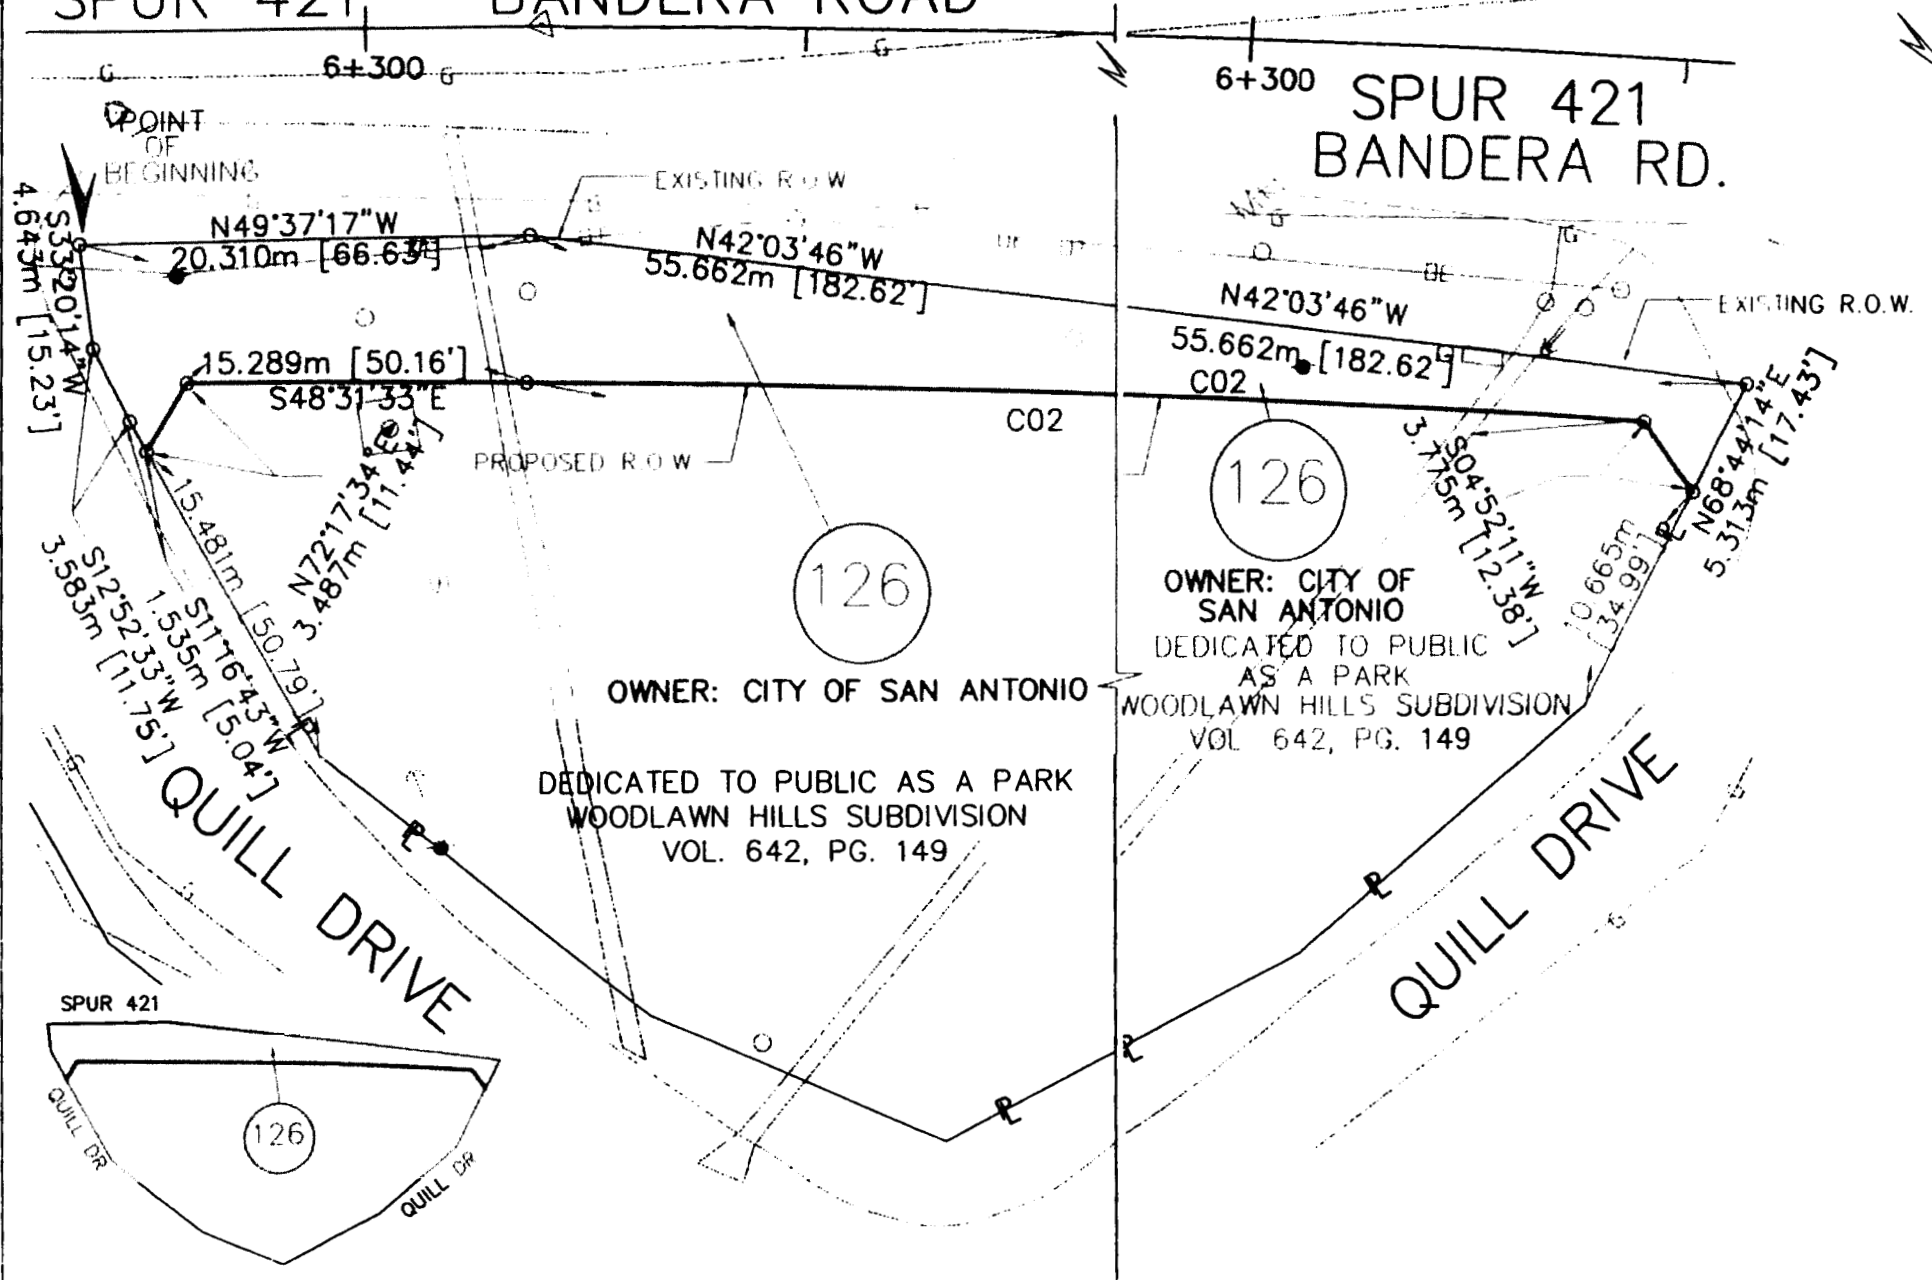 SPUR 421
BANDERA ROAD
6+300
6+300
SPUR 421
BANDERA RD.
POINT
OF
BEGINNING
EXISTING R O W
N49°37'17"W
20.310m [66.63']
N42°03'46"W
55.662m [182.62']
N42°03'46"W
55.662m [182.62']
EXISTING R.O.W.
S33°20'14"W
4.643m [15.23']
15.289m [50.16']
S48°31'33"E
C02
C02
PROPOSED R O W
N72°17'34"E
3.487m [11.44']
S04°52'11"W
3.775m [12.38']
N68°44'14"E
5.313m [17.43']
15.481m [50.79']
10.665m
[34.99']
S12°52'33"W
3.583m [11.75']
S11°16'43"W
1.535m [5.04']
126
126
OWNER: CITY OF SAN ANTONIO
DEDICATED TO PUBLIC AS A PARK
WOODLAWN HILLS SUBDIVISION
VOL. 642, PG. 149
OWNER: CITY OF
SAN ANTONIO
DEDICATED TO PUBLIC
AS A PARK
WOODLAWN HILLS SUBDIVISION
VOL 642, PG. 149
QUILL DRIVE
QUILL DRIVE
SPUR 421
QUILL DR
126
QUILL DR